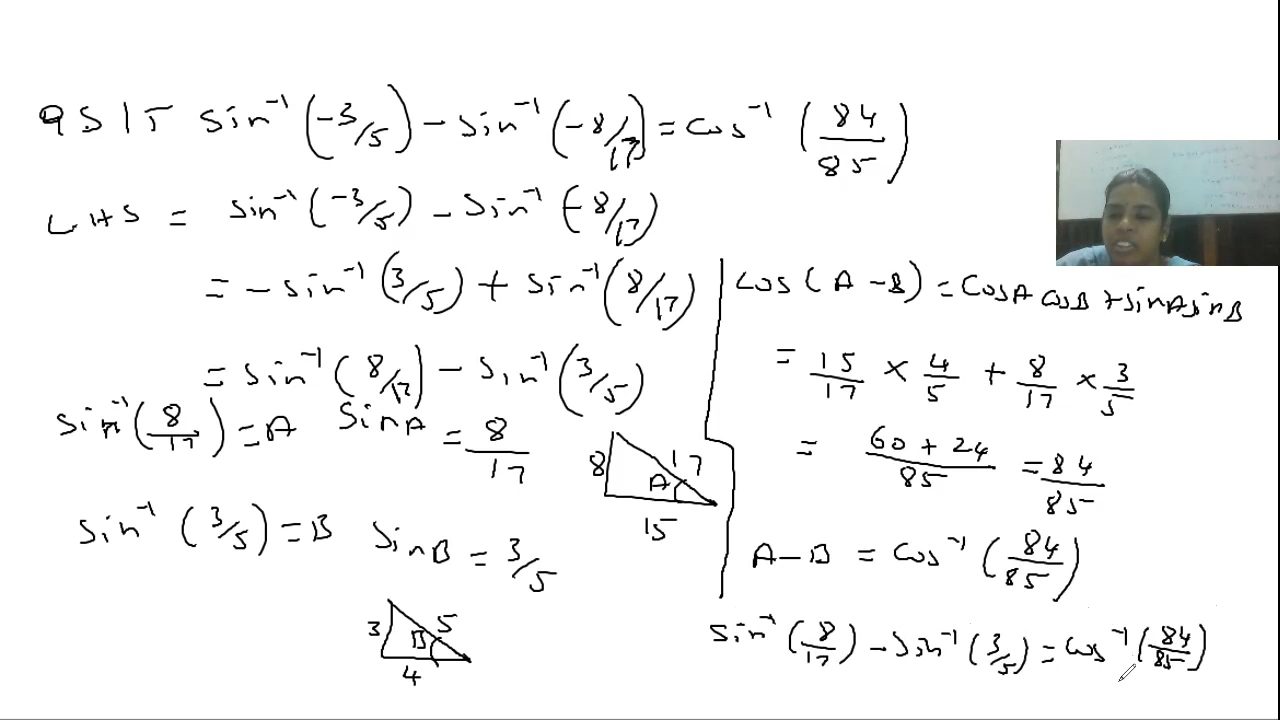 9 S 1 T sin⁻¹(-3/5) - sin⁻¹(-8/17) = cos⁻¹(84/85)
LHS = sin⁻¹(-3/5) - sin⁻¹(-8/17)
= - sin⁻¹(3/5) + sin⁻¹(8/17)
= sin⁻¹(8/17) - sin⁻¹(3/5)
sin⁻¹(8/17) = A sinA = 8/17
8 17 A 15
sin⁻¹(3/5) = B sinB = 3/5
3 5 B 4
cos(A - B) = cosA cosB + sinA sinB
= 15/17 × 4/5 + 8/17 × 3/5
= 60 + 24/85 = 84/85
A - B = cos⁻¹(84/85)
sin⁻¹(8/17) - sin⁻¹(3/5) = cos⁻¹(84/85)